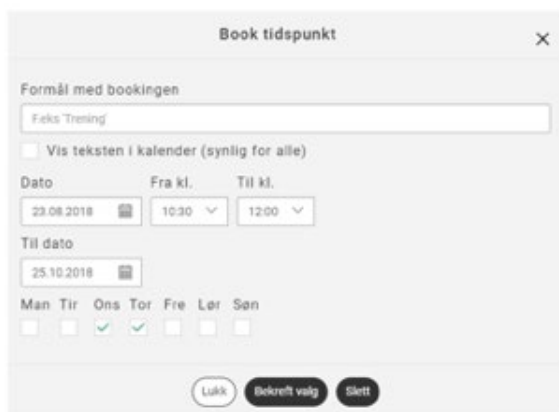 Book tidspunkt
Formål med bookingen
F.eks 'Trening'
Vis teksten i kalender (synlig for alle)
Dato Fra kl. Til kl.
23.08.2018 10:30 12:00
Til dato
25.10.2018
Man Tir Ons Tor Fre Lør Søn
Lukk Bekreft valg Slett